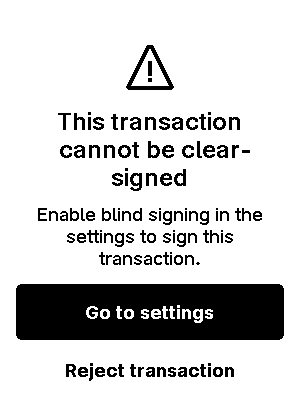 This transaction
cannot be clear-
signed
Enable blind signing in the
settings to sign this
transaction.
Go to settings
Reject transaction